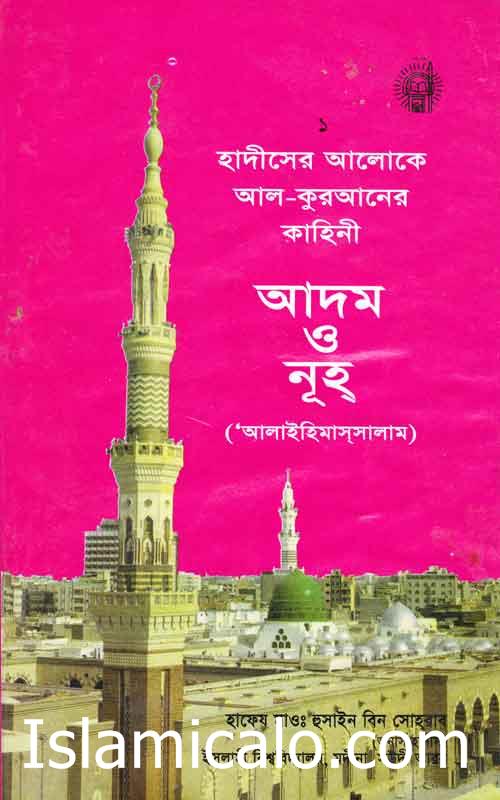 ১
হাদীসের আলোকে
আল-কুরআনের
কাহিনী
আদম
ও
নূহ্
(‘আলাইহিমাস্‌সালাম)
হাফেয মাওঃ হুসাইন বিন সোহরাব
Islamicalo.com